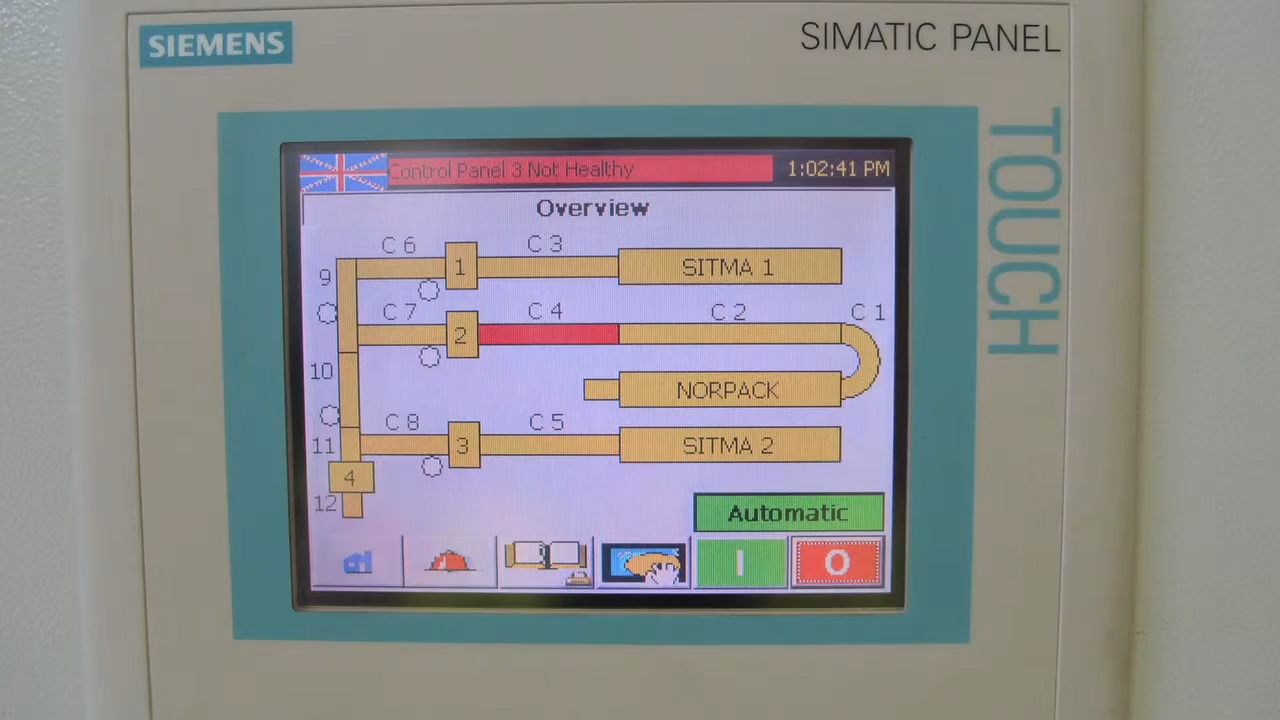 SIEMENS
SIMATIC PANEL
TOUCH
Control Panel 3 Not Healthy
1:02:41 PM
Overview
C 6
C 3
9
1
SITMA 1
C 7
C 4
C 2
C 1
2
10
NORPACK
C 8
C 5
11
3
SITMA 2
4
12
Automatic
I
O